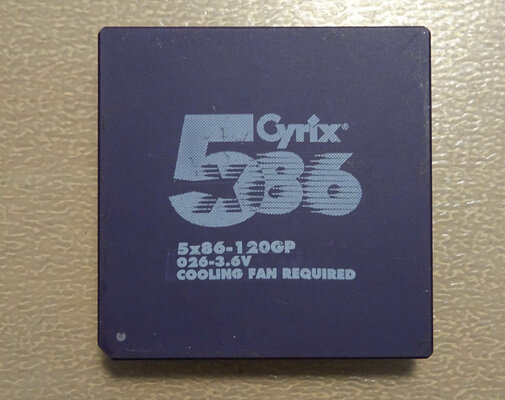 Cyrix®
5x86
5x86-120GP
026-3.6V
COOLING FAN REQUIRED